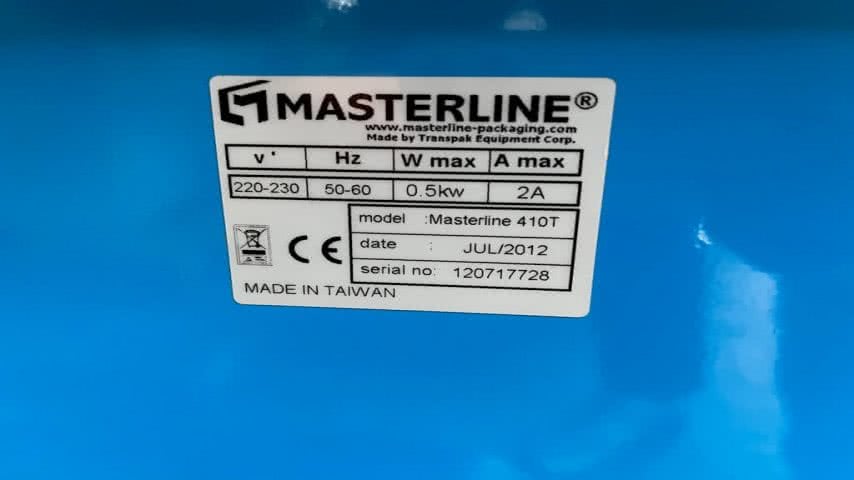 MASTERLINE®
www.masterline-packaging.com
Made by Transpak Equipment Corp.
V' Hz W max A max
220-230 50-60 0.5kw 2A
model :Masterline 410T
date : JUL/2012
serial no: 120717728
CE
MADE IN TAIWAN